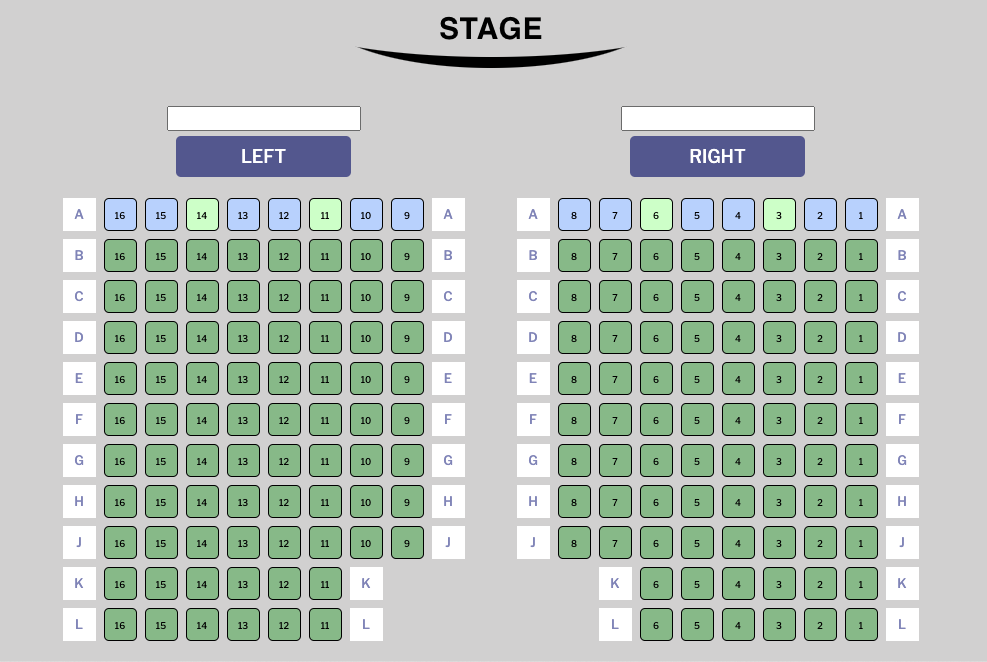 STAGE
LEFT RIGHT
A 16 15 14 13 12 11 10 9 A A 8 7 6 5 4 3 2 1 A
B 16 15 14 13 12 11 10 9 B B 8 7 6 5 4 3 2 1 B
C 16 15 14 13 12 11 10 9 C C 8 7 6 5 4 3 2 1 C
D 16 15 14 13 12 11 10 9 D D 8 7 6 5 4 3 2 1 D
E 16 15 14 13 12 11 10 9 E E 8 7 6 5 4 3 2 1 E
F 16 15 14 13 12 11 10 9 F F 8 7 6 5 4 3 2 1 F
G 16 15 14 13 12 11 10 9 G G 8 7 6 5 4 3 2 1 G
H 16 15 14 13 12 11 10 9 H H 8 7 6 5 4 3 2 1 H
J 16 15 14 13 12 11 10 9 J J 8 7 6 5 4 3 2 1 J
K 16 15 14 13 12 11 K K 6 5 4 3 2 1 K
L 16 15 14 13 12 11 L L 6 5 4 3 2 1 L